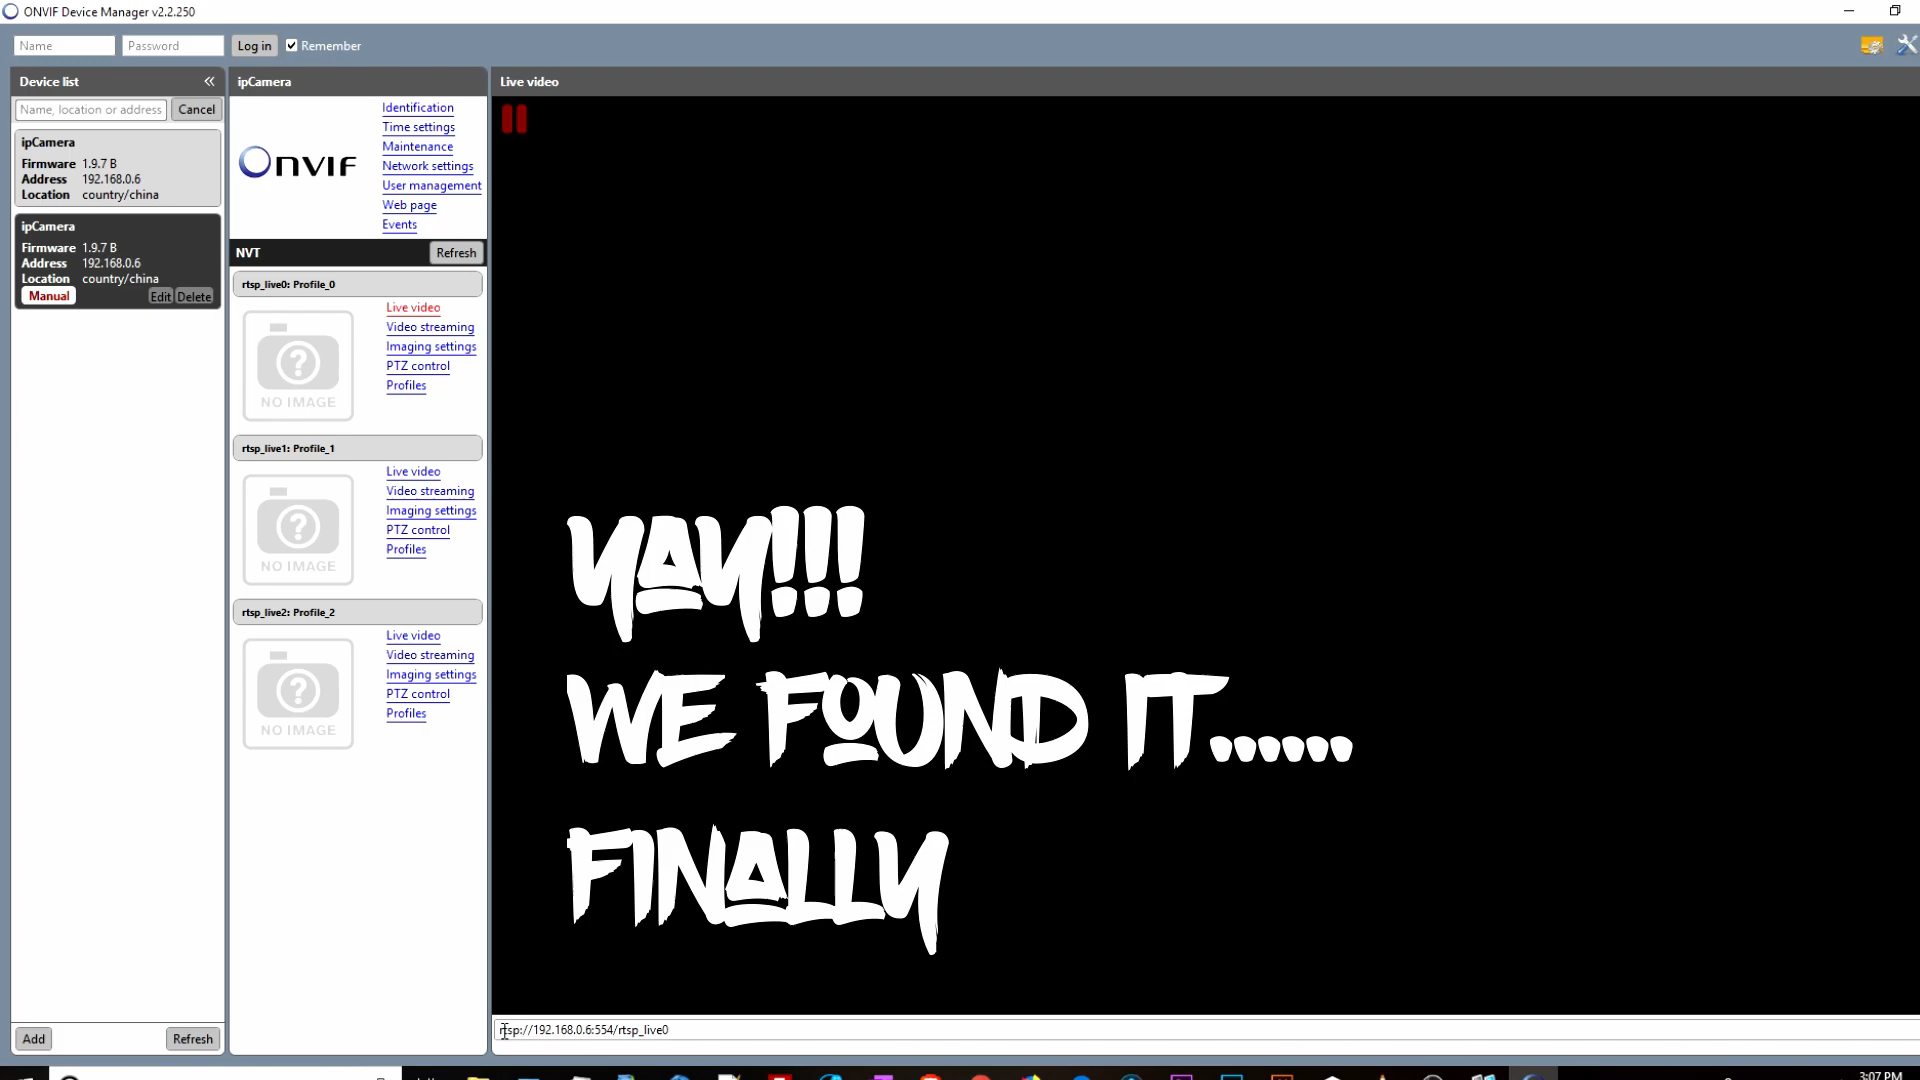 ONVIF Device Manager v2.2.250
Name
Password
Log in
Remember
Device list
Name, location or address
Cancel
ipCamera
Firmware 1.9.7 B
Address 192.168.0.6
Location country/china
ipCamera
Firmware 1.9.7 B
Address 192.168.0.6
Location country/china
Manual
Edit
Delete
Add
Refresh
ipCamera
ONVIF
Identification
Time settings
Maintenance
Network settings
User management
Web page
Events
NVT
Refresh
rtsp_live0: Profile_0
NO IMAGE
Live video
Video streaming
Imaging settings
PTZ control
Profiles
rtsp_live1: Profile_1
NO IMAGE
Live video
Video streaming
Imaging settings
PTZ control
Profiles
rtsp_live2: Profile_2
NO IMAGE
Live video
Video streaming
Imaging settings
PTZ control
Profiles
Live video
YAY!!!
WE FOUND IT......
FINALLY
rtsp://192.168.0.6:554/rtsp_live0
3:07 PM